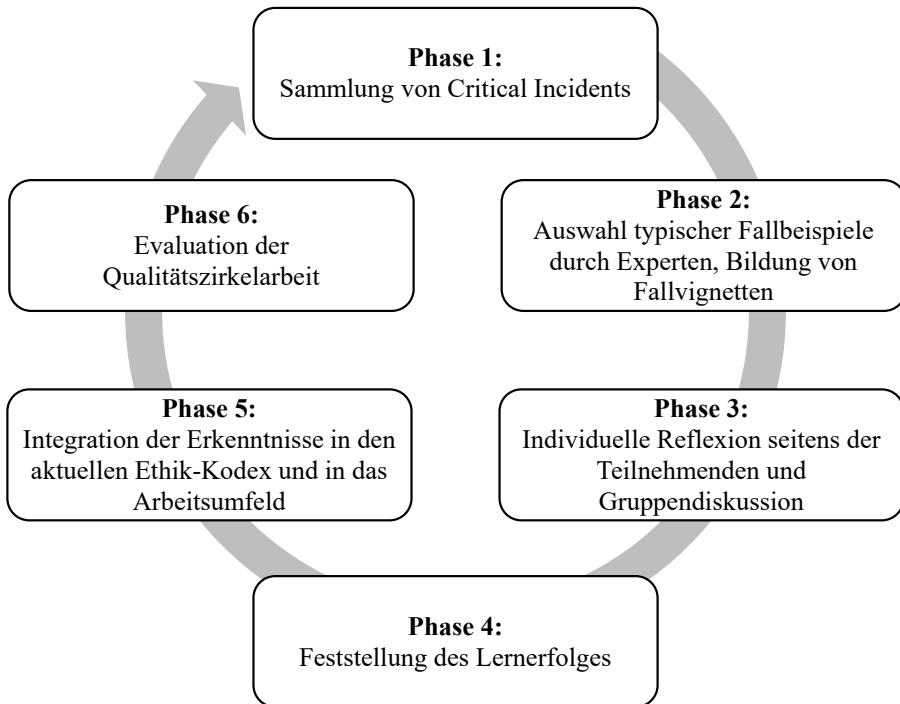 Phase 1:
Sammlung von Critical Incidents
Phase 2:
Auswahl typischer Fallbeispiele
durch Experten, Bildung von
Fallvignetten
Phase 3:
Individuelle Reflexion seitens der
Teilnehmenden und
Gruppendiskussion
Phase 4:
Feststellung des Lernerfolges
Phase 5:
Integration der Erkenntnisse in den
aktuellen Ethik-Kodex und in das
Arbeitsumfeld
Phase 6:
Evaluation der
Qualitätszirkelarbeit